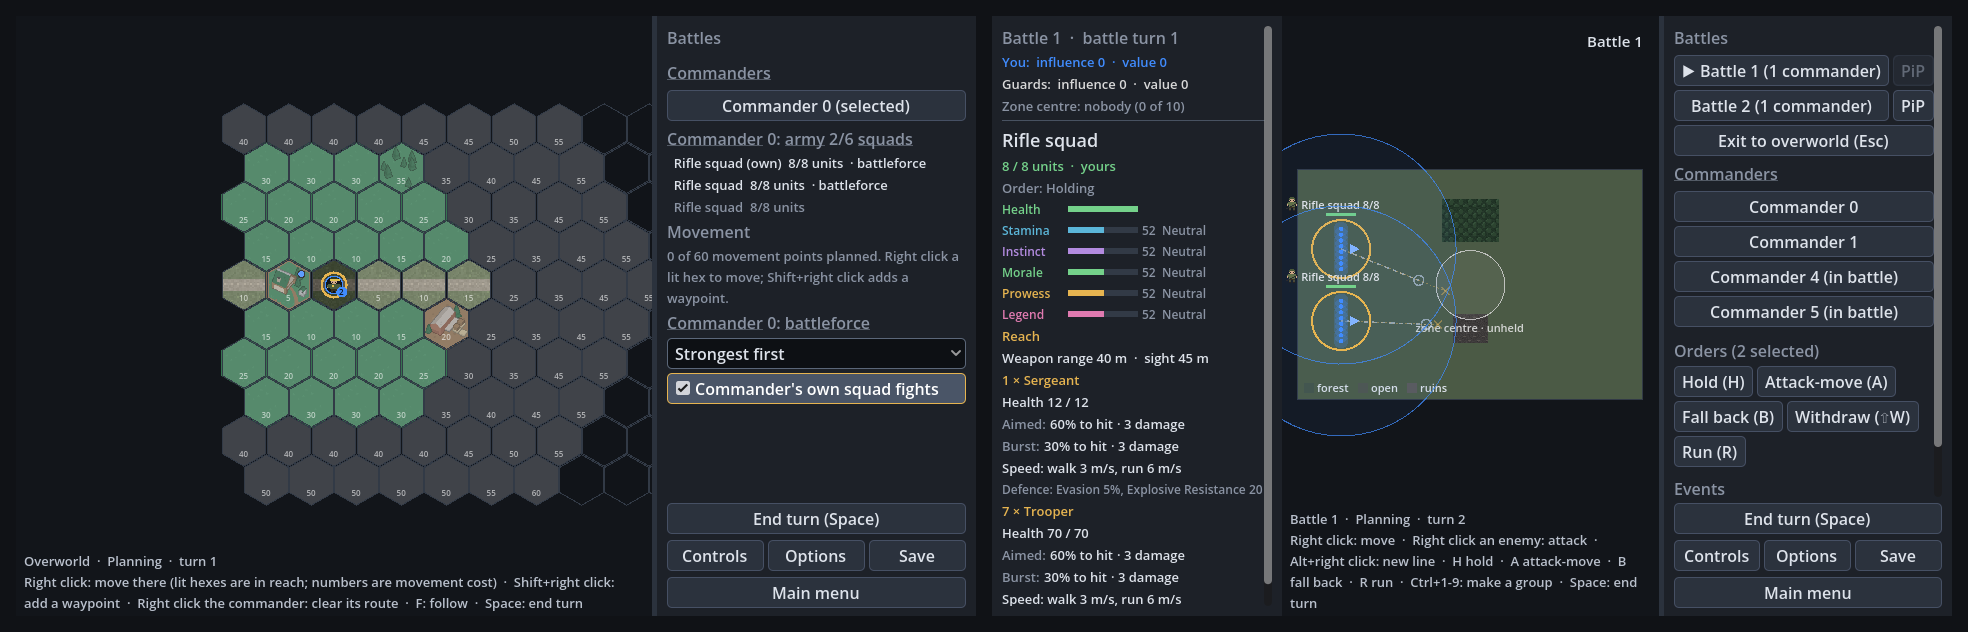 40 40 40 40 45 45 50 55
30 30 30 35 35 40 45 55
25 20 20 20 25 30 35 40 45 50
15 10 10 10 15 20 25 35 45
10 5 5 10 15 25 35 45 55
15 10 10 10 15 20 25 35 45
25 20 20 20 25 30 35 40 50
30 30 30 30 35 40 45 55
40 40 40 40 45 50 55
50 50 50 50 50 55 60
2
Overworld · Planning · turn 1
Right click: move there (lit hexes are in reach; numbers are movement cost) · Shift+right click:
add a waypoint · Right click the commander: clear its route · F: follow · Space: end turn
Battles
Commanders
Commander 0 (selected)
Commander 0: army 2/6 squads
Rifle squad (own) 8/8 units · battleforce
Rifle squad 8/8 units · battleforce
Rifle squad 8/8 units
Movement
0 of 60 movement points planned. Right click a
lit hex to move; Shift+right click adds a
waypoint.
Commander 0: battleforce
Strongest first
Commander's own squad fights
End turn (Space)
Controls Options Save
Main menu
Battle 1 · battle turn 1
You: influence 0 · value 0
Guards: influence 0 · value 0
Zone centre: nobody (0 of 10)
Rifle squad
8 / 8 units · yours
Order: Holding
Health
Stamina 52 Neutral
Instinct 52 Neutral
Morale 52 Neutral
Prowess 52 Neutral
Legend 52 Neutral
Reach
Weapon range 40 m · sight 45 m
1 × Sergeant
Health 12 / 12
Aimed: 60% to hit · 3 damage
Burst: 30% to hit · 3 damage
Speed: walk 3 m/s, run 6 m/s
Defence: Evasion 5%, Explosive Resistance 20
7 × Trooper
Health 70 / 70
Aimed: 60% to hit · 3 damage
Burst: 30% to hit · 3 damage
Speed: walk 3 m/s, run 6 m/s
Battle 1
Rifle squad 8/8
Rifle squad 8/8
zone centre · unheld
forest open ruins
Battle 1 · Planning · turn 2
Right click: move · Right click an enemy: attack ·
Alt+right click: new line · H hold · A attack-move · B
fall back · R run · Ctrl+1-9: make a group · Space: end
turn
Battles
▶ Battle 1 (1 commander) PiP
Battle 2 (1 commander) PiP
Exit to overworld (Esc)
Commanders
Commander 0
Commander 1
Commander 4 (in battle)
Commander 5 (in battle)
Orders (2 selected)
Hold (H) Attack-move (A)
Fall back (B) Withdraw (⇧W)
Run (R)
Events
End turn (Space)
Controls Options Save
Main menu